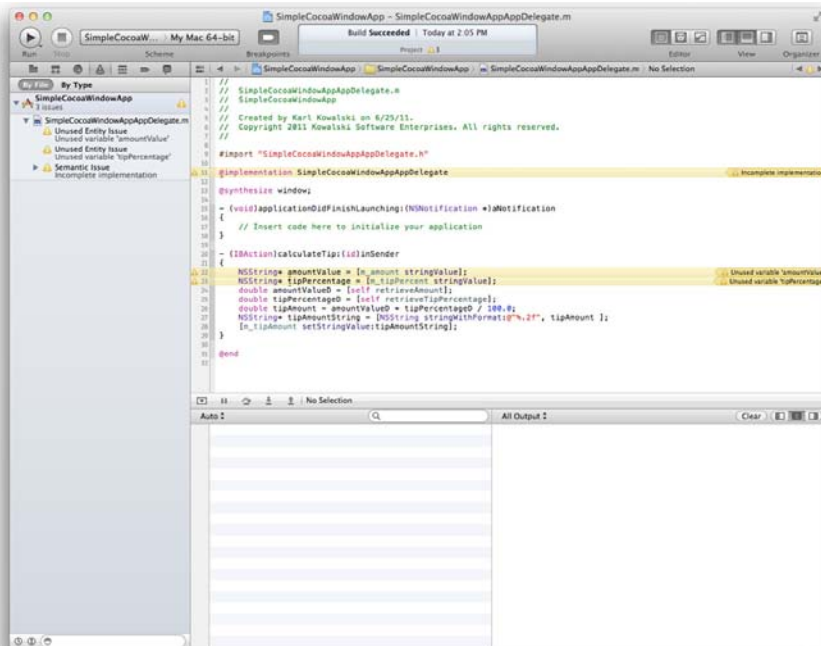 SimpleCocoaWindowApp – SimpleCocoaWindowAppAppDelegate.m
SimpleCocoaW... My Mac 64-bit
Build Succeeded | Today at 2:05 PM
Project 3
Run Stop Scheme Breakpoints Editor View Organizer
SimpleCocoaWindowApp SimpleCocoaWindowApp SimpleCocoaWindowAppAppDelegate.m No Selection
By File By Type
SimpleCocoaWindowApp
3 issues
SimpleCocoaWindowAppAppDelegate.m
Unused Entity Issue
Unused variable 'amountValue'
Unused Entity Issue
Unused variable 'tipPercentage'
Semantic Issue
Incomplete implementation
//
// SimpleCocoaWindowAppAppDelegate.m
// SimpleCocoaWindowApp
//
// Created by Karl Kowalski on 6/25/11.
// Copyright 2011 Kowalski Software Enterprises. All rights reserved.
//
#import "SimpleCocoaWindowAppAppDelegate.h"
@implementation SimpleCocoaWindowAppAppDelegate
Incomplete implementation
@synthesize window;
- (void)applicationDidFinishLaunching:(NSNotification *)aNotification
{
// Insert code here to initialize your application
}
- (IBAction)calculateTip:(id)inSender
{
NSString* amountValue = [m_amount stringValue];
Unused variable 'amountValue
NSString* tipPercentage = [m_tipPercent stringValue];
Unused variable 'tipPercentage
double amountValueD = [self retrieveAmount];
double tipPercentageD = [self retrieveTipPercentage];
double tipAmount = amountValueD * tipPercentageD / 100.0;
NSString* tipAmountString = [NSString stringWithFormat:@"%.2f", tipAmount ];
[m_tipAmount setStringValue:tipAmountString];
}
@end
No Selection
Auto All Output Clear